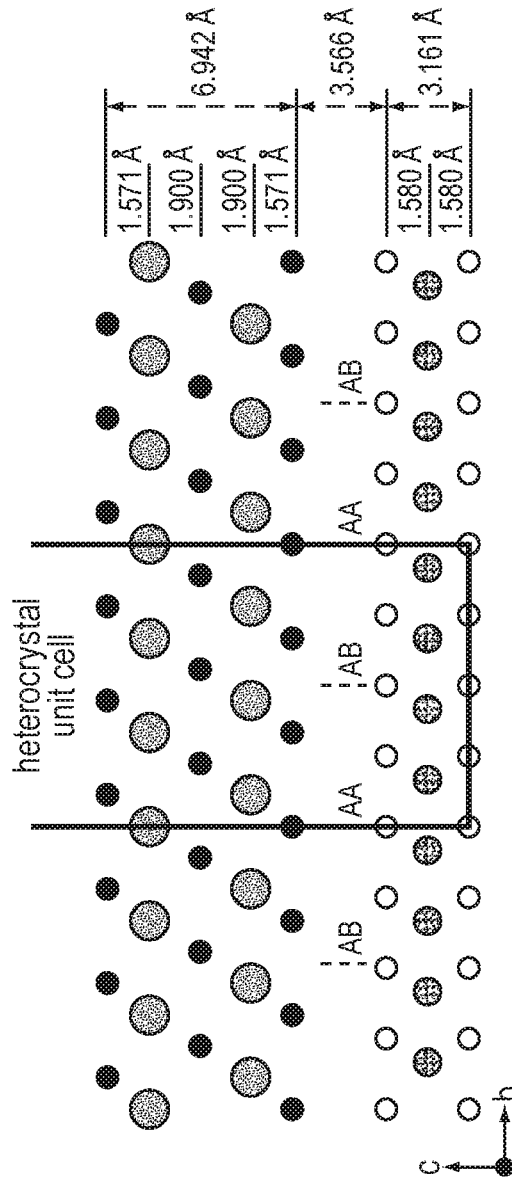 heterocrystal
unit cell
1.571 Å
1.900 Å
1.900 Å
1.571 Å
6.942 Å
3.566 Å
1.580 Å
1.580 Å
3.161 Å
AB
AA
AB
AA
AB
c
b